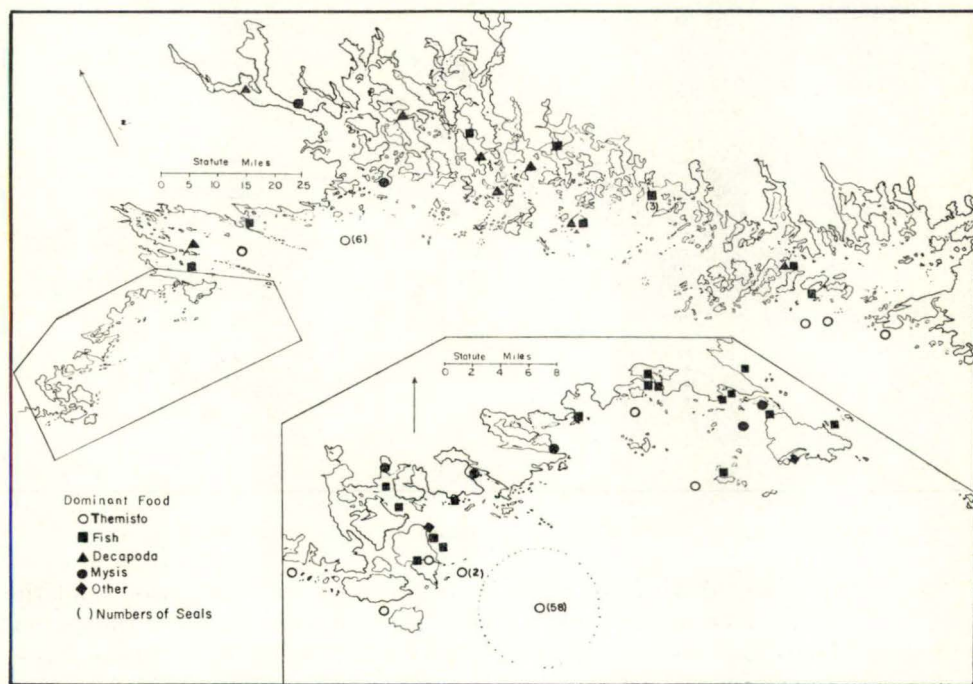 Statute Miles
0 5 10 15 20 25
(6)
(3)
Statute Miles
0 2 4 6 8
Dominant Food
Themisto
Fish
Decapoda
Mysis
Other
( ) Numbers of Seals
(2)
(58)